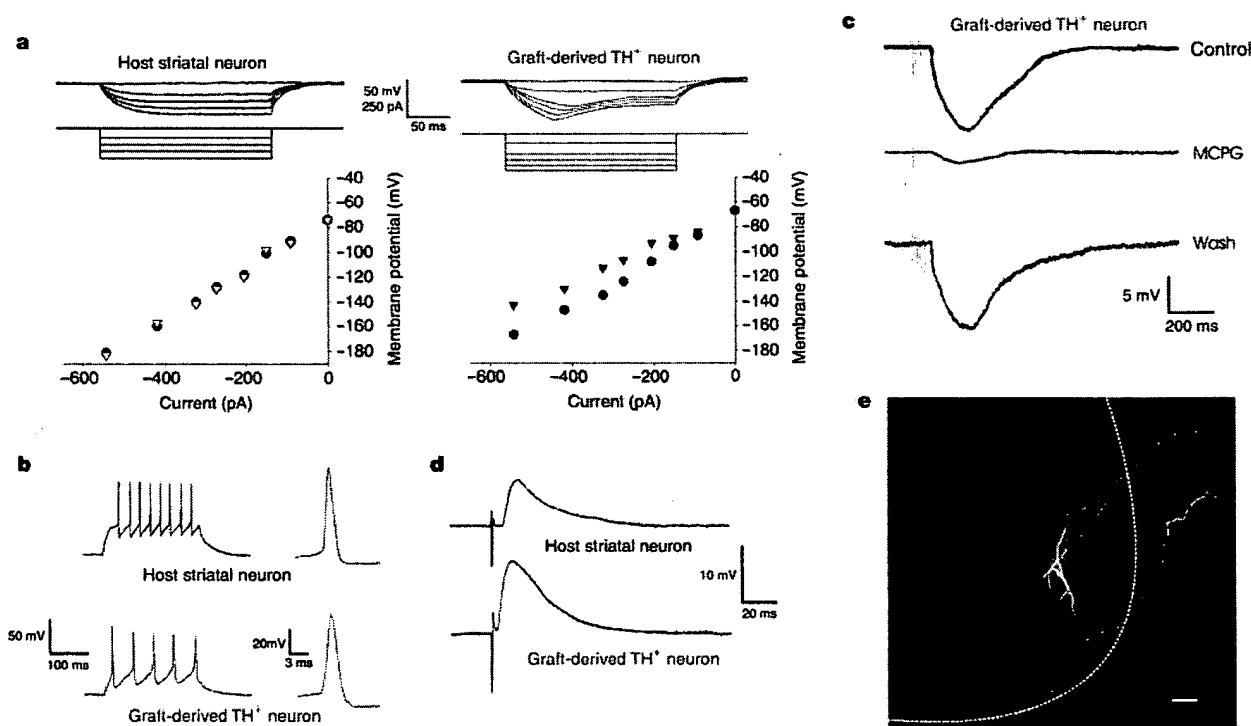 a
Host striatal neuron
50 mV
250 pA
50 ms
Graft-derived TH⁺ neuron
−40
−60
−80
−100
−120
−140
−160
−180
Membrane potential (mV)
−600
−400
−200
0
Current (pA)
−40
−60
−80
−100
−120
−140
−160
−180
Membrane potential (mV)
−600
−400
−200
0
Current (pA)
b
Host striatal neuron
50 mV
100 ms
20mV
3 ms
Graft-derived TH⁺ neuron
c
Graft-derived TH⁺ neuron
Control
MCPG
Wash
5 mV
200 ms
d
Host striatal neuron
10 mV
20 ms
Graft-derived TH⁺ neuron
e